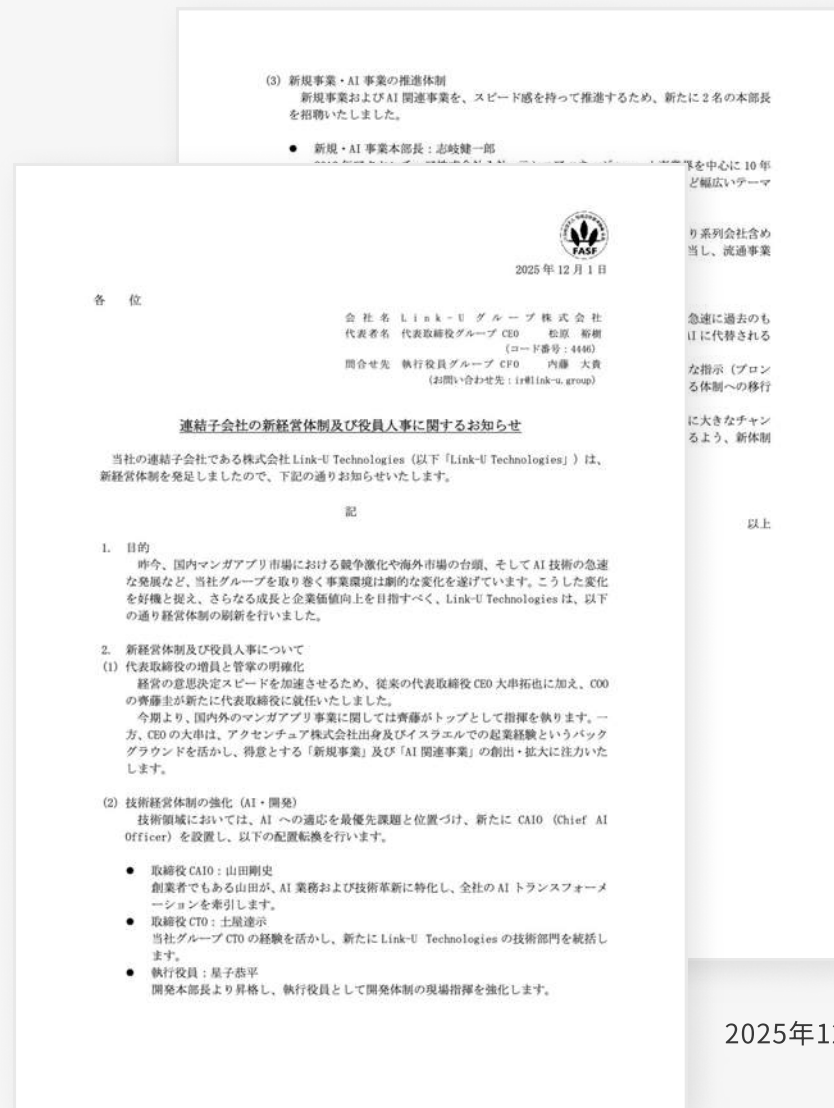 (3) 新規事業・AI 事業の推進体制
新規事業およびAI 関連事業を、スピード感を持って推進するため、新たに2名の本部長
を招聘いたしました。
● 新規・AI 事業本部長：志岐健一郎
界を中心に 10 年
ど幅広いテーマ
り系列会社含め
当し、流通事業
急速に過去のも
AI に代替される
な指示（プロン
る体制への移行
に大きなチャン
るよう、新体制
以上
FASF
2025 年 12 月 1 日
各 位
会 社 名 Link-U グループ株式会社
代表者名 代表取締役グループ CEO 松原 裕樹
（コード番号：4446）
問合せ先 執行役員グループ CFO 内藤 大貴
（お問い合わせ先：ir@link-u.group）
連結子会社の新経営体制及び役員人事に関するお知らせ
当社の連結子会社である株式会社 Link-U Technologies（以下「Link-U Technologies」）は、
新経営体制を発足しましたので、下記の通りお知らせいたします。
記
1. 目的
昨今、国内マンガアプリ市場における競争激化や海外市場の台頭、そして AI 技術の急速
な発展など、当社グループを取り巻く事業環境は劇的な変化を遂げています。こうした変化
を好機と捉え、さらなる成長と企業価値向上を目指すべく、Link-U Technologies は、以下
の通り経営体制の刷新を行いました。
2. 新経営体制及び役員人事について
(1) 代表取締役の増員と管掌の明確化
経営の意思決定スピードを加速させるため、従来の代表取締役 CEO 大串拓也に加え、COO
の齊藤圭が新たに代表取締役に就任いたしました。
今期より、国内外のマンガアプリ事業に関しては齊藤がトップとして指揮を執ります。一
方、CEO の大串は、アクセンチュア株式会社出身及びイスラエルでの起業経験というバック
グラウンドを活かし、得意とする「新規事業」及び「AI 関連事業」の創出・拡大に注力いた
します。
(2) 技術経営体制の強化（AI・開発）
技術領域においては、AI への適応を最優先課題と位置づけ、新たに CAIO（Chief AI
Officer）を設置し、以下の配置転換を行います。
● 取締役 CAIO：山田剛史
創業者でもある山田が、AI 業務および技術革新に特化し、全社の AI トランスフォーメ
ーションを牽引します。
● 取締役 CTO：土屋達示
当社グループ CTO の経験を活かし、新たに Link-U Technologies の技術部門を統括し
ます。
● 執行役員：星子恭平
開発本部長より昇格し、執行役員として開発体制の現場指揮を強化します。
2025年1